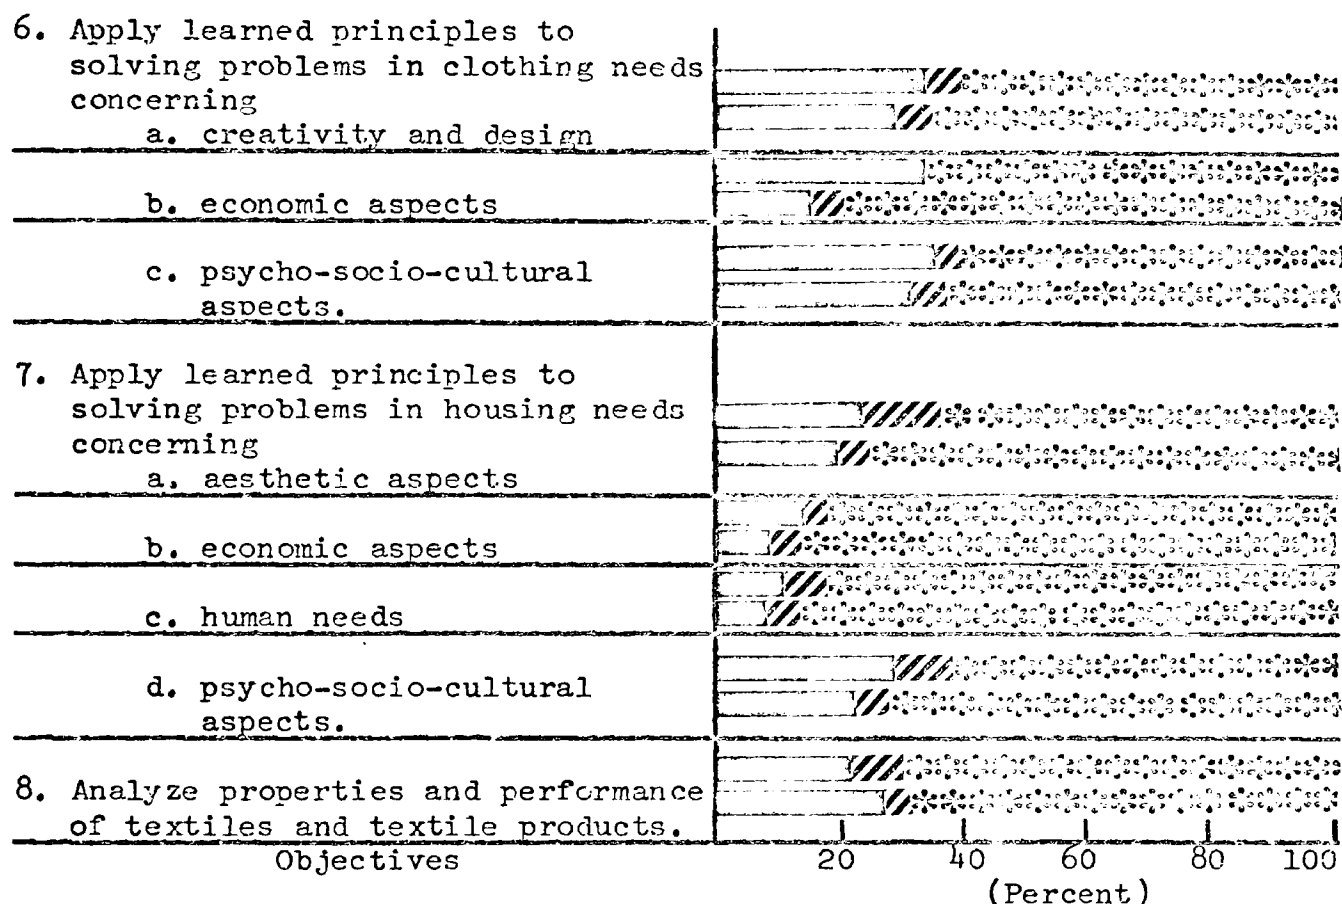 6. Apply learned principles to
solving problems in clothing needs
concerning
a. creativity and design
b. economic aspects
c. psycho-socio-cultural
aspects.
7. Apply learned principles to
solving problems in housing needs
concerning
a. aesthetic aspects
b. economic aspects
c. human needs
d. psycho-socio-cultural
aspects.
8. Analyze properties and performance
of textiles and textile products.
Objectives
20 40 60 80 100
(Percent)